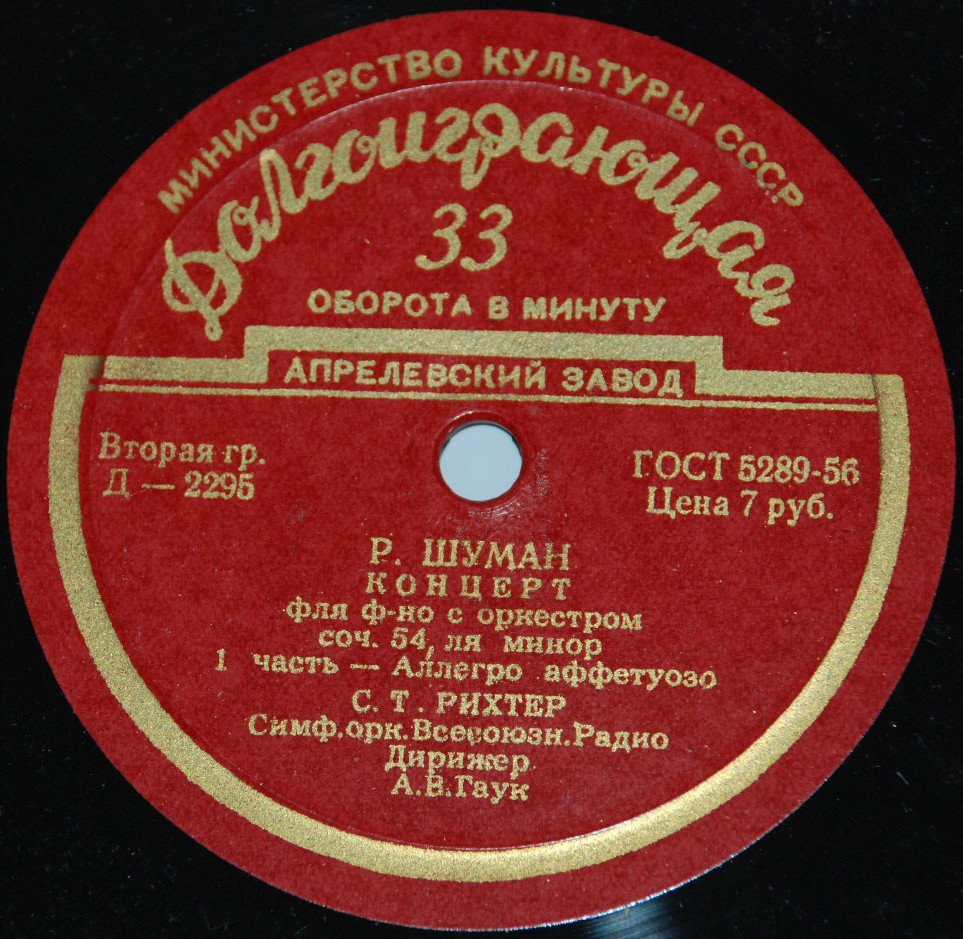 МИНИСТЕРСТВО КУЛЬТУРЫ СССР
Долгоиграющая
33
ОБОРОТА В МИНУТУ
АПРЕЛЕВСКИЙ ЗАВОД
Вторая гр.
Д — 2295
ГОСТ 5289-56
Цена 7 руб.
Р. ШУМАН
КОНЦЕРТ
фля ф-но с оркестром
соч. 54, ля минор
1 часть — Аллегро аффетуозо
С. Т. РИХТЕР
Симф.орк.Всесоюзн.Радио
Дирижер
А.В.Гаук